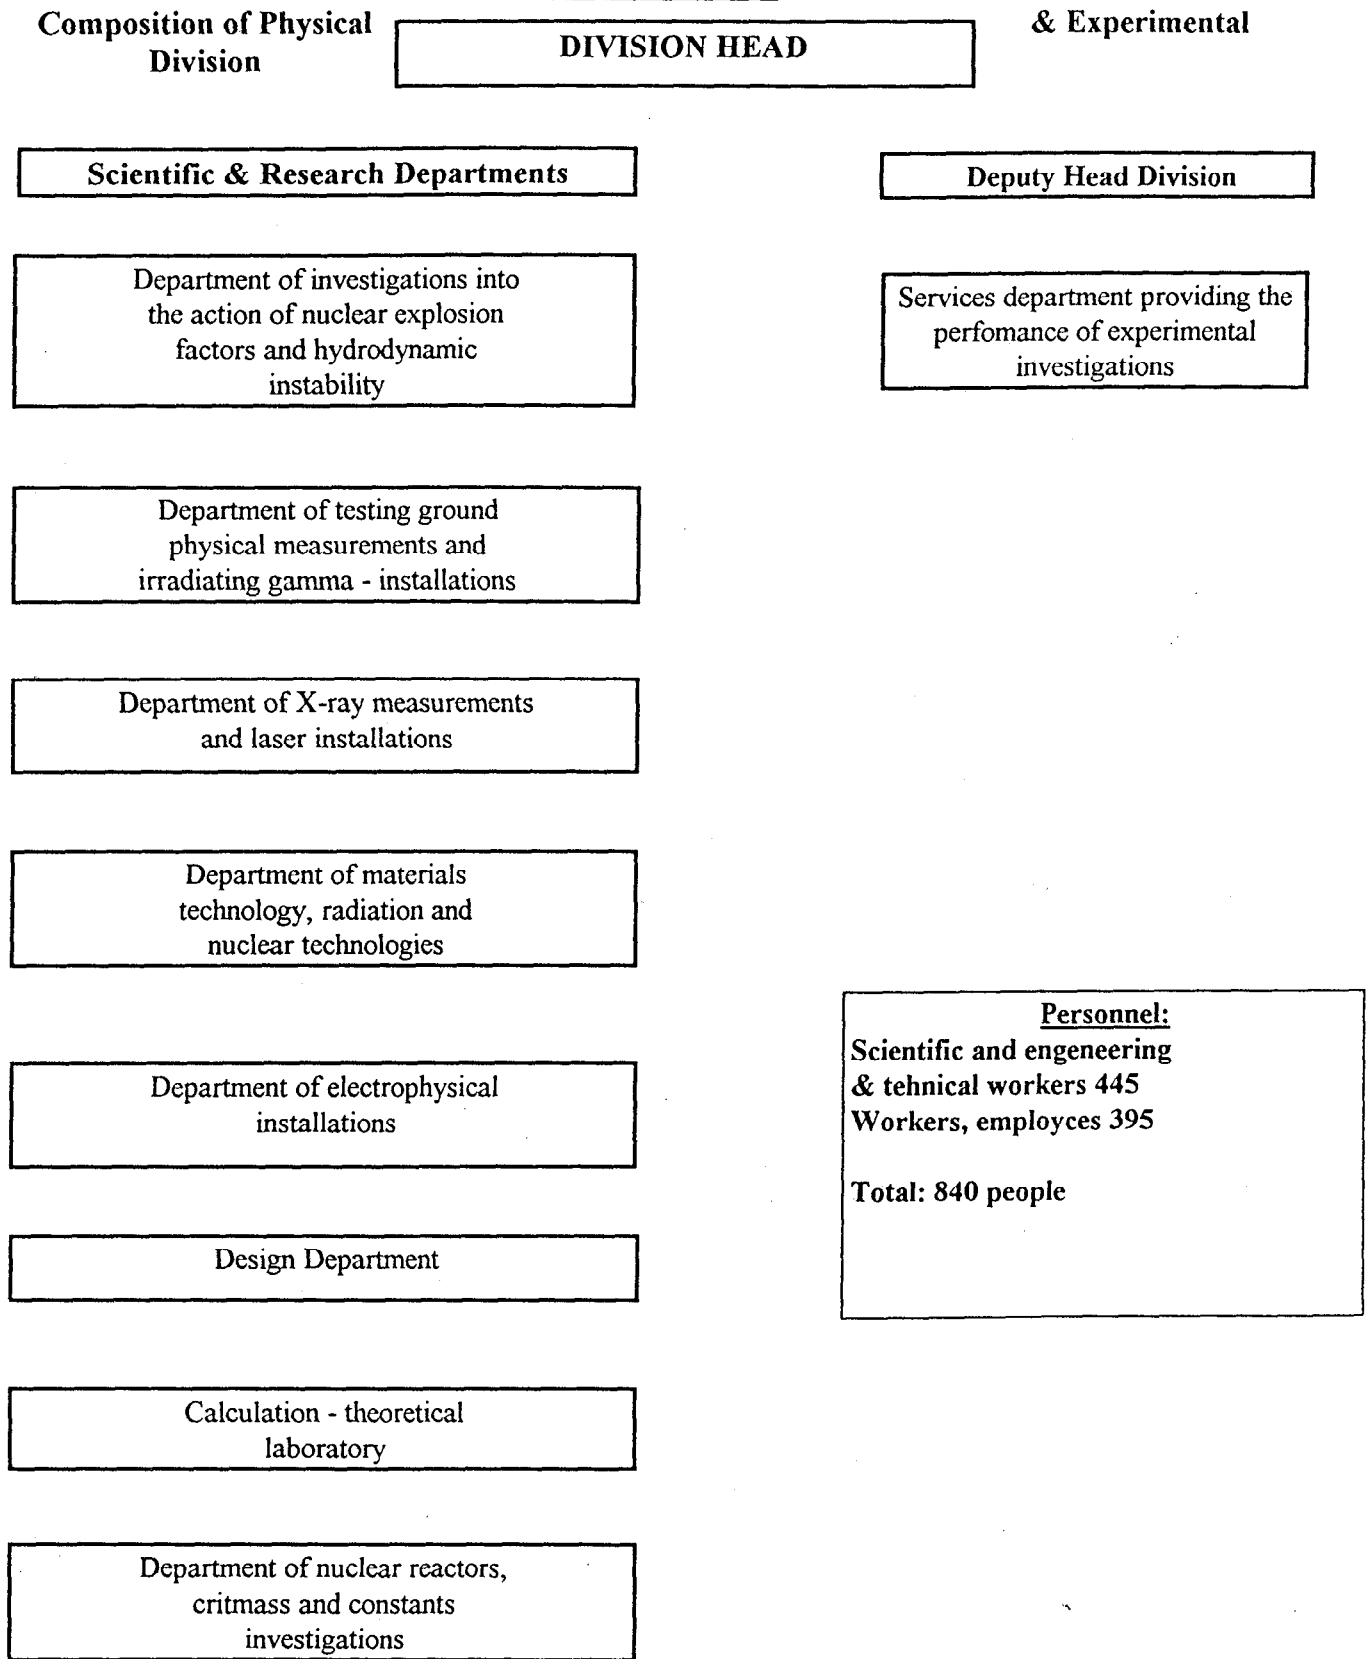 Composition of Physical
Division
DIVISION HEAD
& Experimental
Scientific & Research Departments
Deputy Head Division
Department of investigations into
the action of nuclear explosion
factors and hydrodynamic
instability
Services department providing the
perfomance of experimental
investigations
Department of testing ground
physical measurements and
irradiating gamma - installations
Department of X-ray measurements
and laser installations
Department of materials
technology, radiation and
nuclear technologies
Personnel:
Scientific and engeneering
& tehnical workers 445
Workers, employces 395
Total: 840 people
Department of electrophysical
installations
Design Department
Calculation - theoretical
laboratory
Department of nuclear reactors,
critmass and constants
investigations